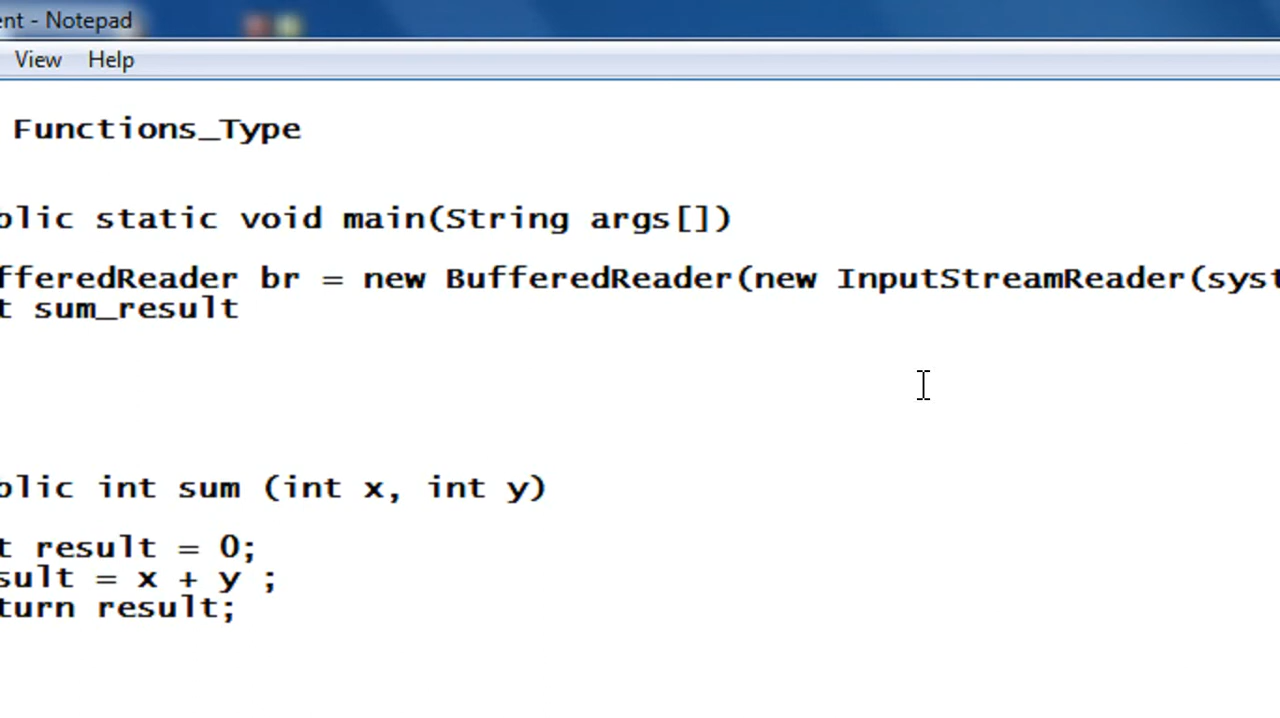 ent - Notepad
View Help
Functions_Type
blic static void main(String args[])
fferedReader br = new BufferedReader(new InputStreamReader(syst
t sum_result
blic int sum (int x, int y)
t result = 0;
sult = x + y ;
turn result;